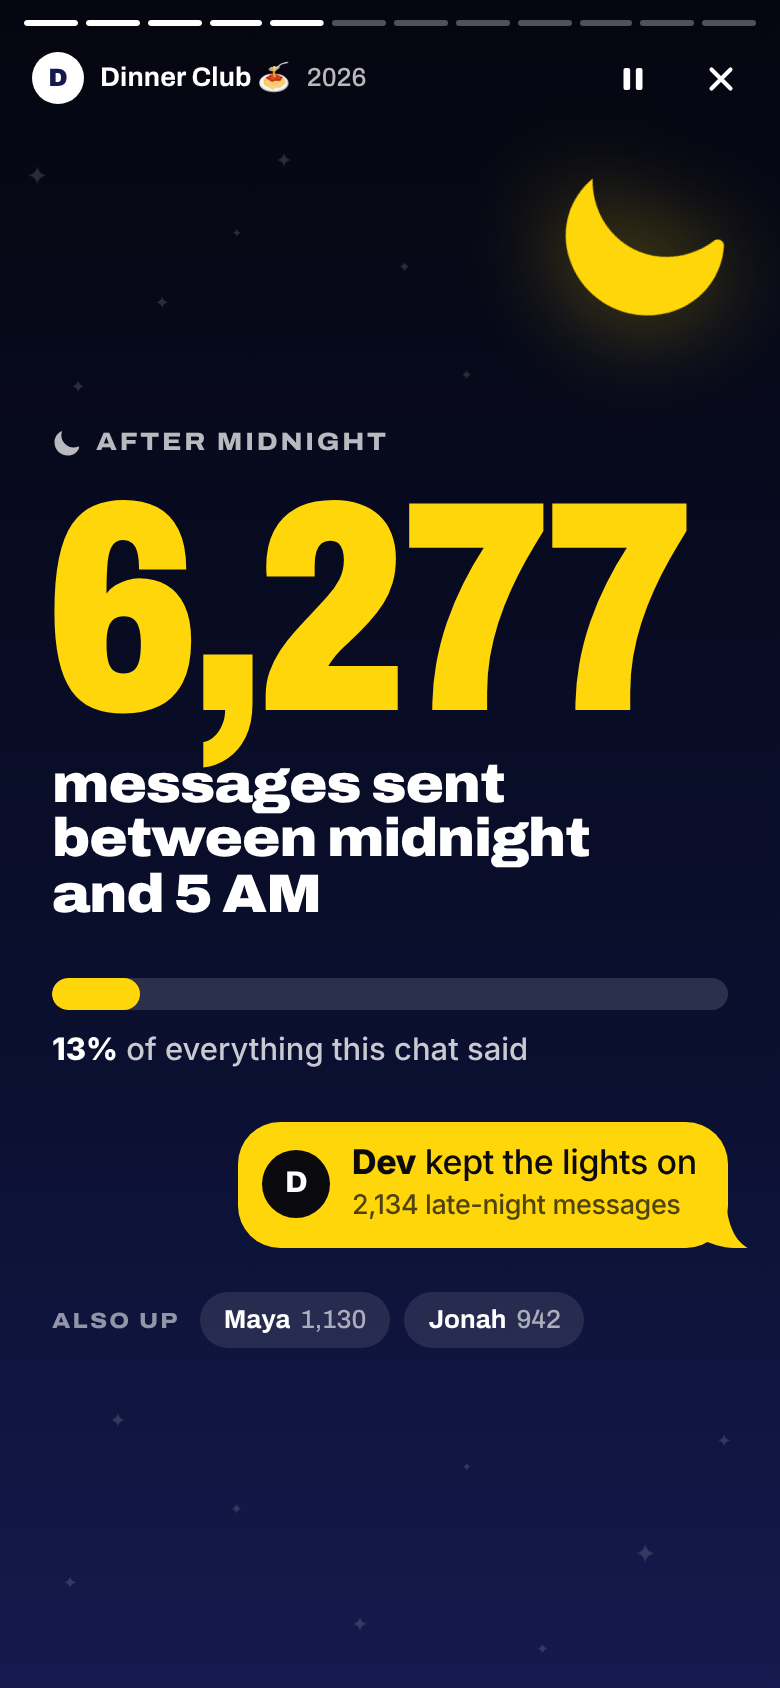 D Dinner Club 🍝 2026
AFTER MIDNIGHT
6,277
messages sent
between midnight
and 5 AM
13% of everything this chat said
D
Dev kept the lights on
2,134 late-night messages
ALSO UP Maya 1,130 Jonah 942